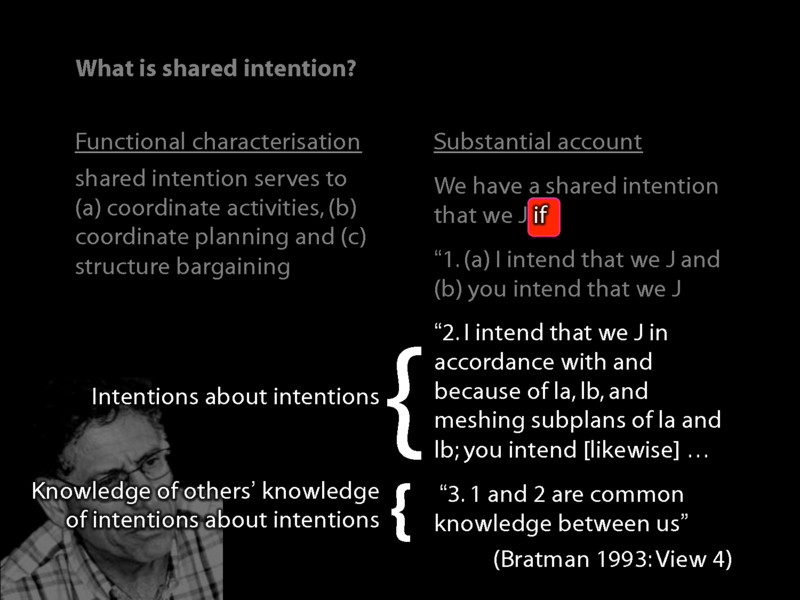 What is shared intention?
Functional characterisation
shared intention serves to
(a) coordinate activities, (b)
coordinate planning and (c)
structure bargaining
Substantial account
We have a shared intention
that we J if
“1. (a) I intend that we J and
(b) you intend that we J
“2. I intend that we J in
accordance with and
because of la, lb, and
meshing subplans of la and
lb; you intend [likewise] …
Intentions about intentions
{
“3. 1 and 2 are common
knowledge between us”
Knowledge of others’ knowledge
of intentions about intentions
{
(Bratman 1993: View 4)